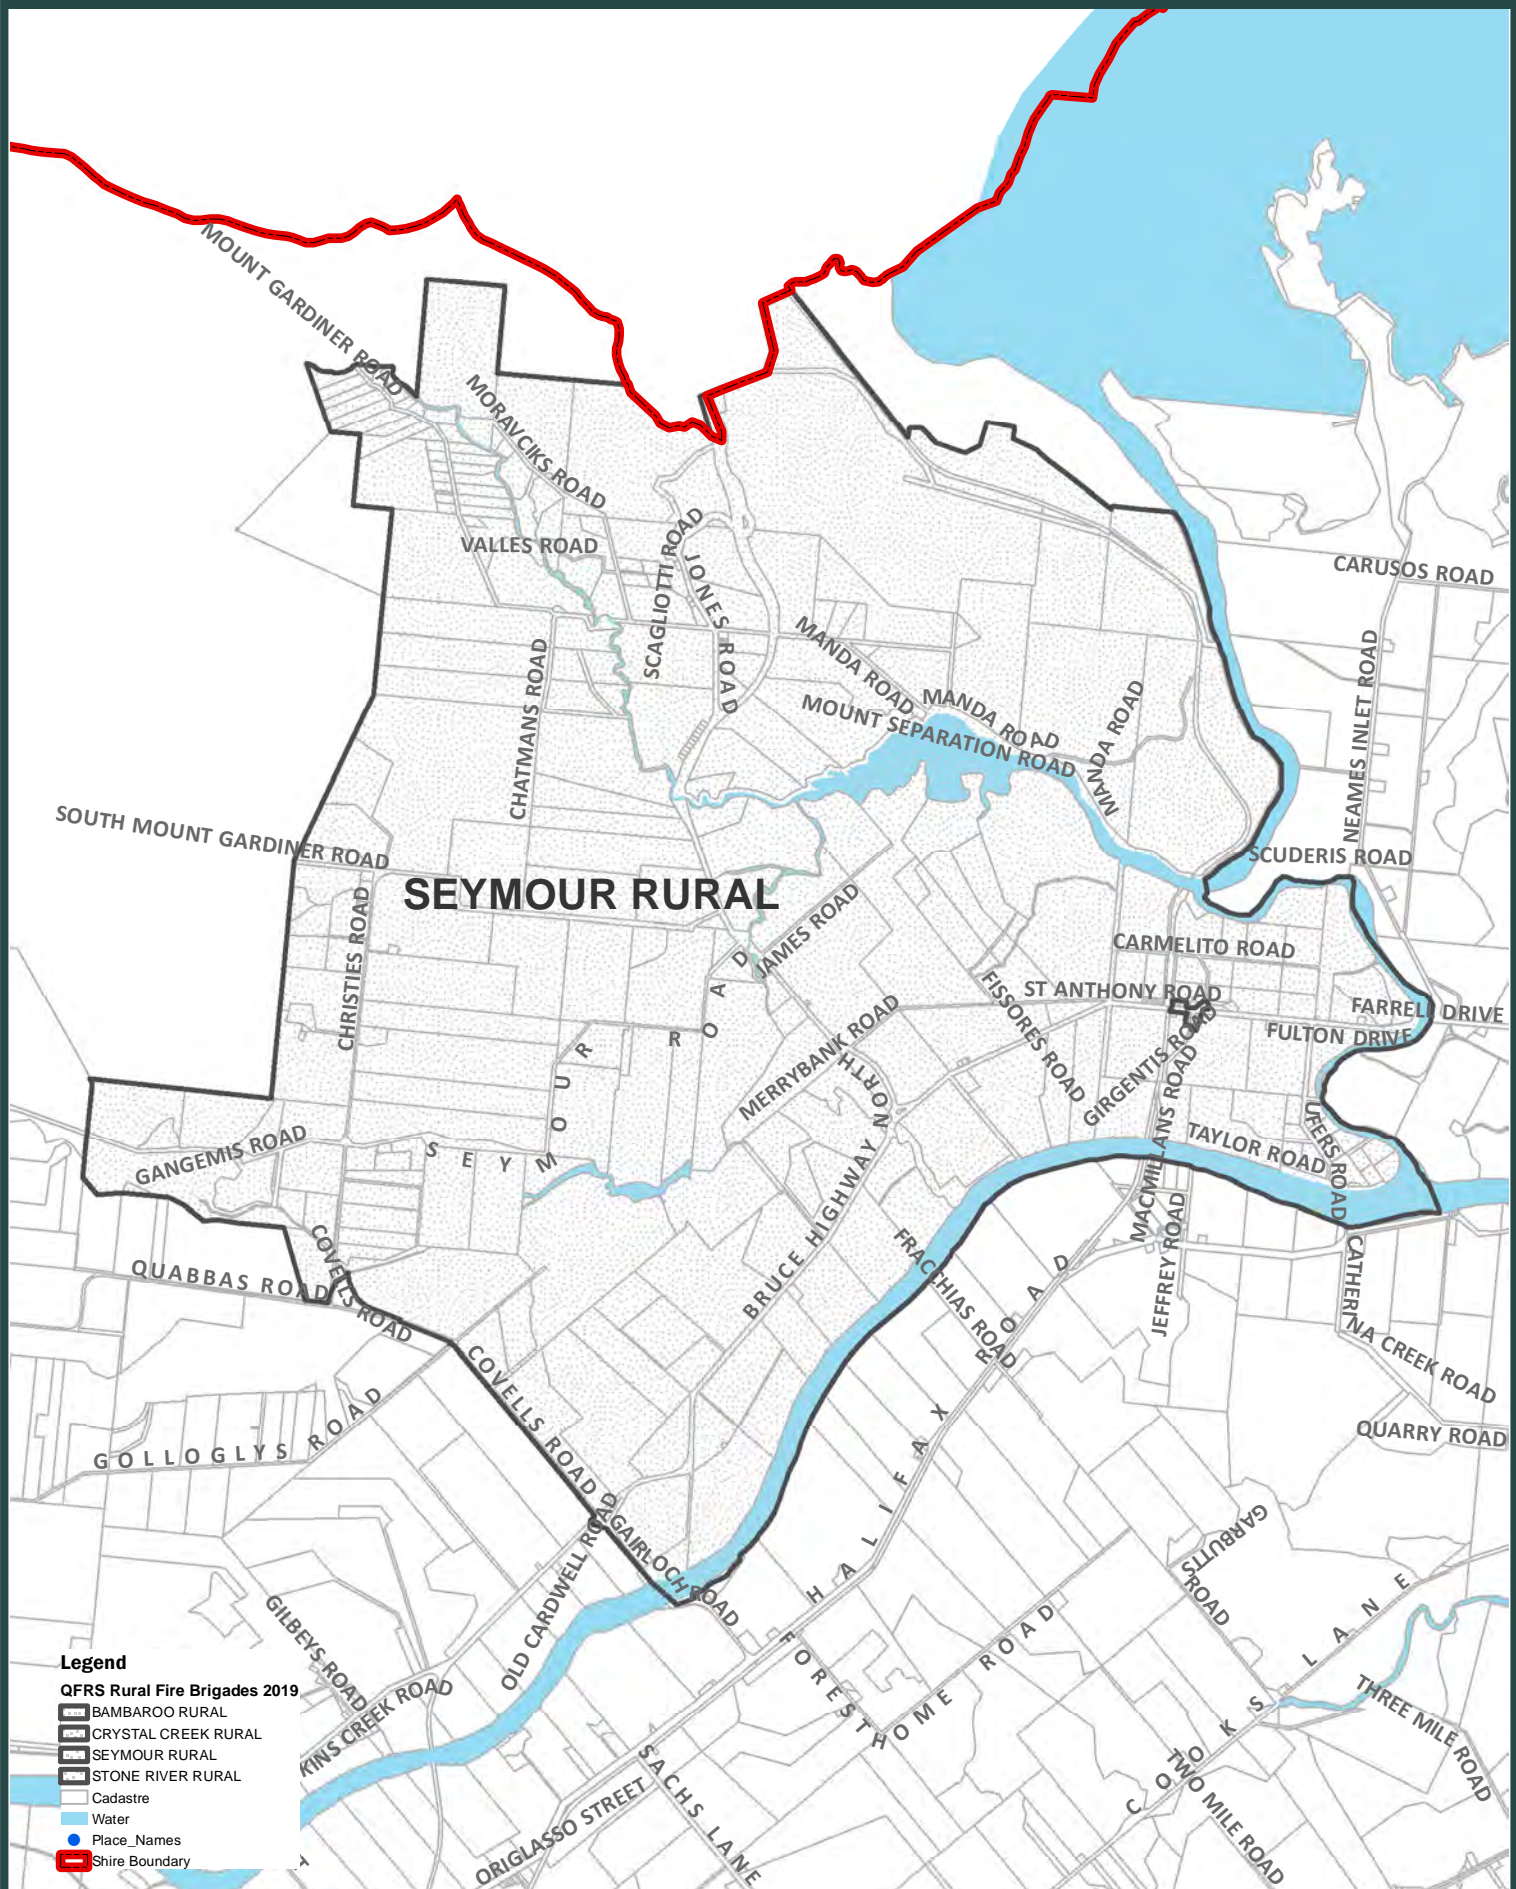 MOUNT GARDINER ROAD
MORAVCIKS ROAD
VALLES ROAD
SCAGLIOTTI ROAD
JONES ROAD
CARUSOS ROAD
CHATMANS ROAD
MANDA ROAD
MANDA ROAD
MANDA ROAD
MOUNT SEPARATION ROAD
NEAMES INLET ROAD
SOUTH MOUNT GARDINER ROAD
SCUDERIS ROAD
SEYMOUR RURAL
CHRISTIES ROAD
JAMES ROAD
CARMELITO ROAD
ST ANTHONY ROAD
FISSORES ROAD
FARRELL DRIVE
FULTON DRIVE
MERRYBANK ROAD
GIRGENTIS ROAD
MACMILLANS ROAD
UFERS ROAD
TAYLOR ROAD
SEYMOUR ROAD
GANGEMIS ROAD
BRUCE HIGHWAY NORTH
COVELLS ROAD
QUABBAS ROAD
FRACCHIAS ROAD
JEFFREY ROAD
CATHERINA CREEK ROAD
QUARRY ROAD
COVELLS ROAD
GOLLOGLYS ROAD
HALIFAX ROAD
GAIRLOCH ROAD
OLD CARDWELL ROAD
GARBUTTS ROAD
GILBEYS ROAD
FOREST HOME ROAD
COOKS LANE
THREE MILE ROAD
TWO MILE ROAD
KINS CREEK ROAD
SACHS LANE
ORIGLASSO STREET
T
Legend
QFRS Rural Fire Brigades 2019
BAMBAROO RURAL
CRYSTAL CREEK RURAL
SEYMOUR RURAL
STONE RIVER RURAL
Cadastre
Water
Place_Names
Shire Boundary